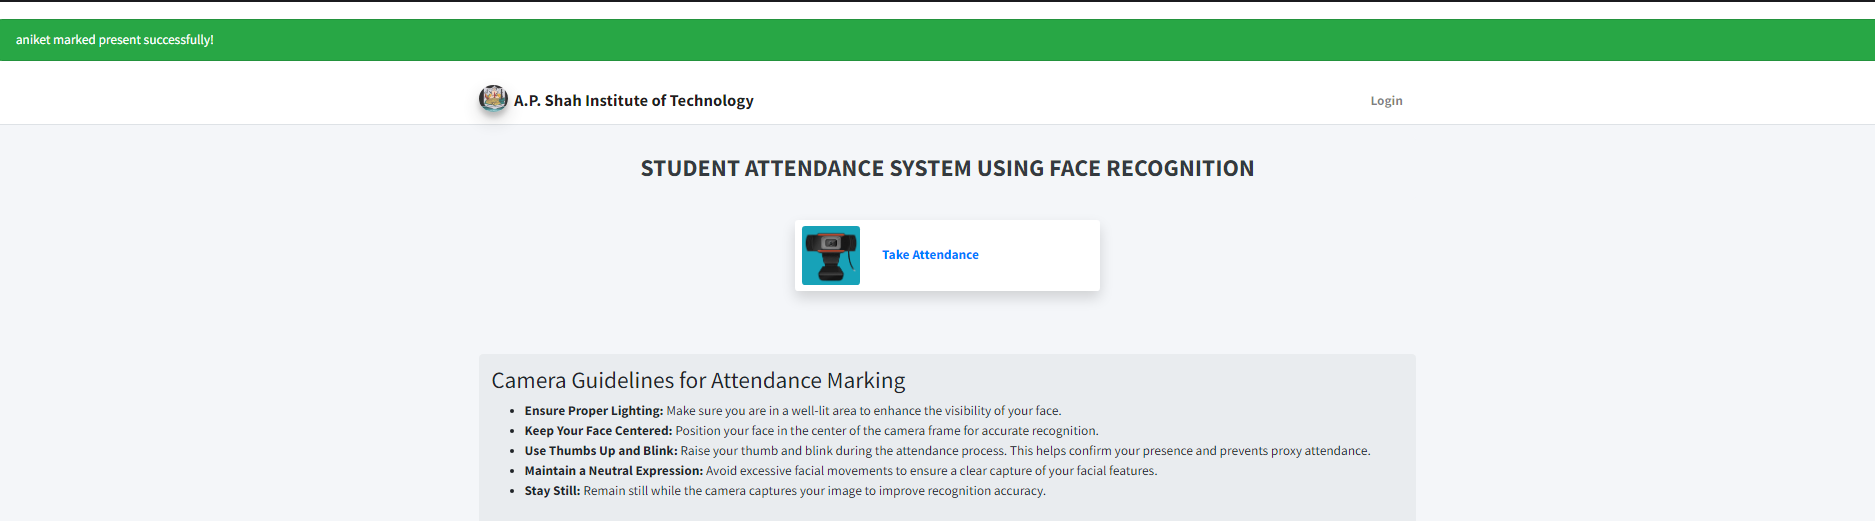 aniket marked present successfully!
A.P. Shah Institute of Technology
Login
STUDENT ATTENDANCE SYSTEM USING FACE RECOGNITION
Take Attendance
Camera Guidelines for Attendance Marking
• Ensure Proper Lighting: Make sure you are in a well-lit area to enhance the visibility of your face.
• Keep Your Face Centered: Position your face in the center of the camera frame for accurate recognition.
• Use Thumbs Up and Blink: Raise your thumb and blink during the attendance process. This helps confirm your presence and prevents proxy attendance.
• Maintain a Neutral Expression: Avoid excessive facial movements to ensure a clear capture of your facial features.
• Stay Still: Remain still while the camera captures your image to improve recognition accuracy.